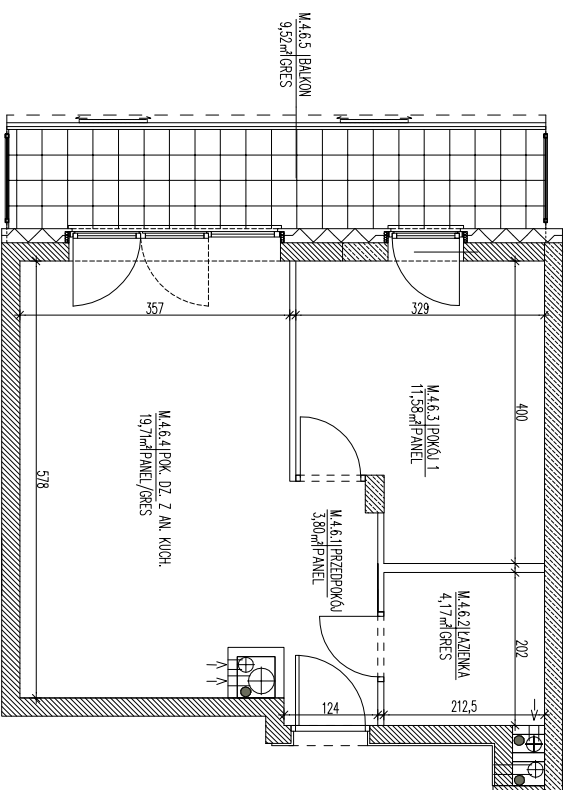 M.4.6.5 BALKON
9,52m² GRES
357
329
M.4.6.3 POKÓJ 1
11,58m² PANEL
400
M.4.6.4 POK. DZ. Z AN. KUCH.
19,71m² PANEL/GRES
578
M.4.6.1 PRZEDPOKÓJ
3,80m² PANEL
M.4.6.2 ŁAZIENKA
4,17m² GRES
202
124
212,5